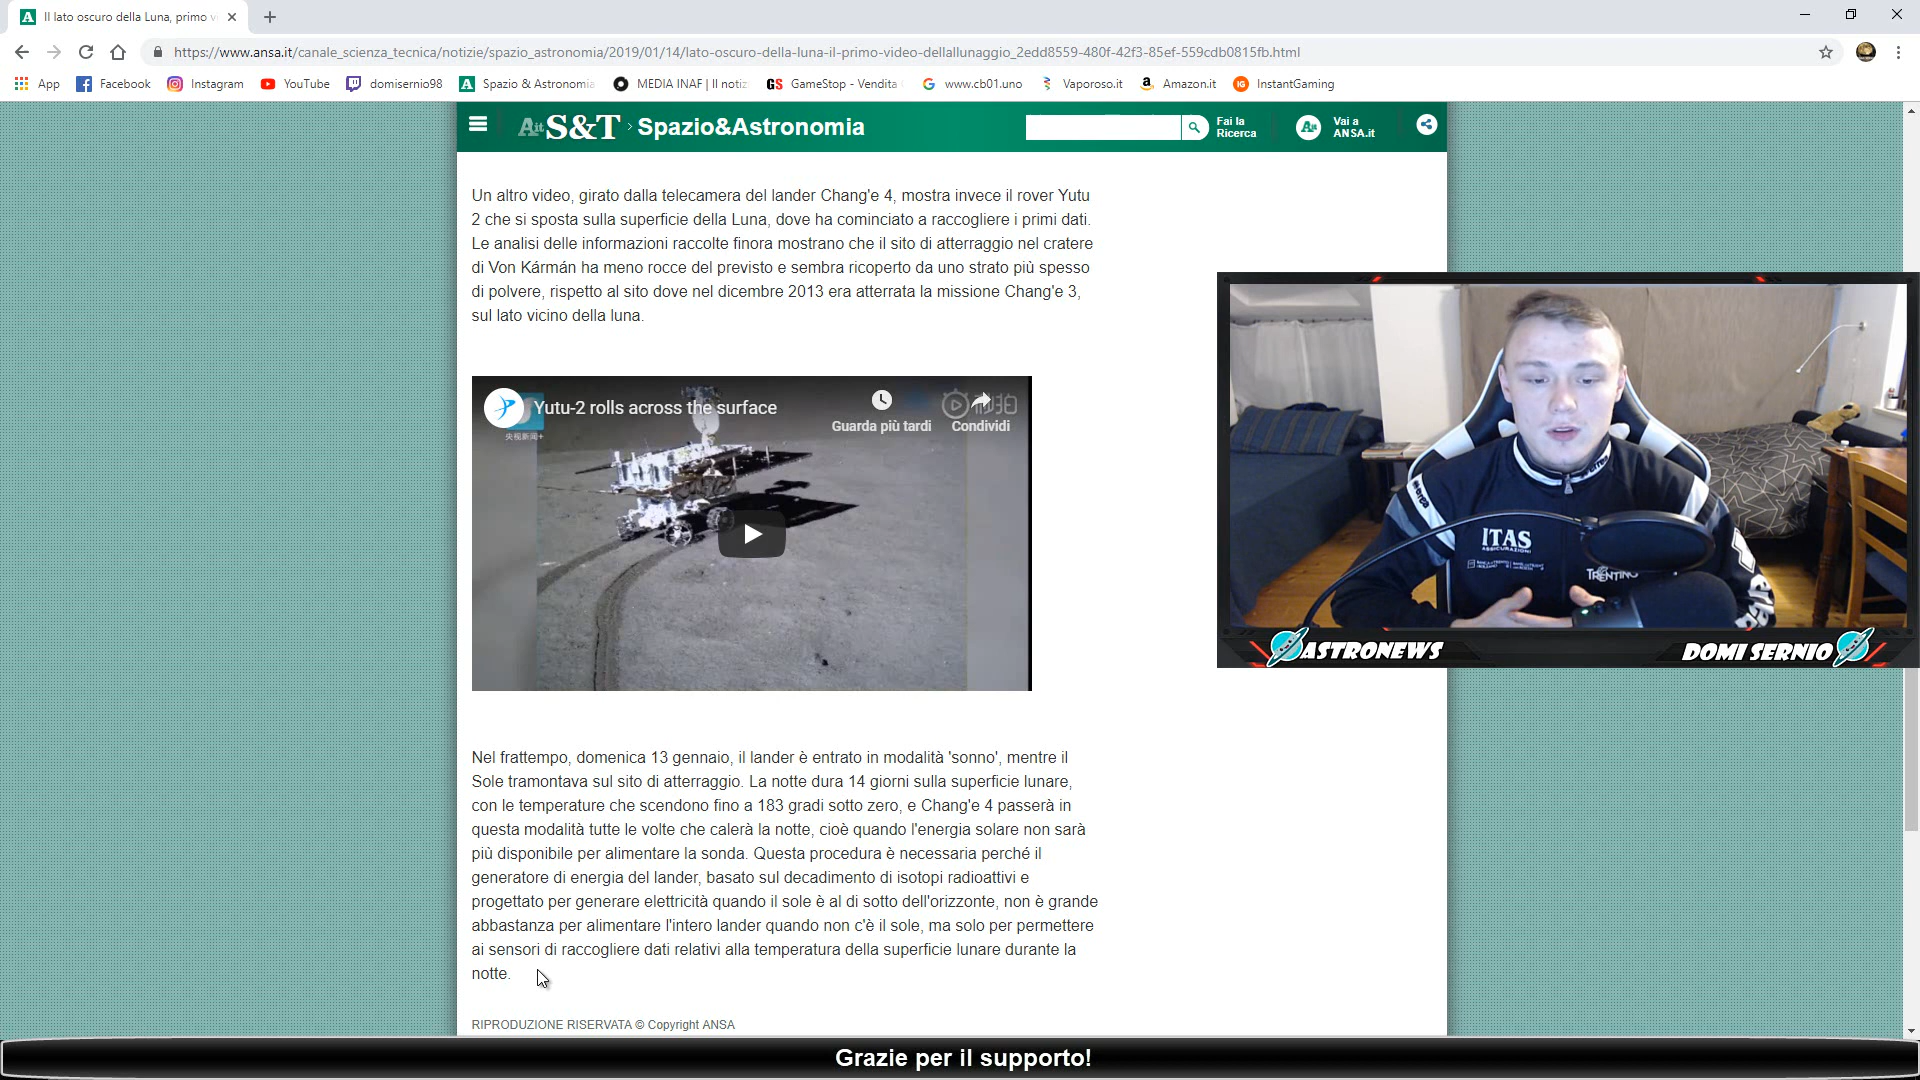 Il lato oscuro della Luna, primo v
https://www.ansa.it/canale_scienza_tecnica/notizie/spazio_astronomia/2019/01/14/lato-oscuro-della-luna-il-primo-video-dellallunaggio_2edd8559-480f-42f3-85ef-559cdb0815fb.html
App Facebook Instagram YouTube domisernio98 Spazio & Astronomia MEDIA INAF | Il notiz GameStop - Vendita www.cb01.uno Vaporoso.it Amazon.it InstantGaming
Ait S&T › Spazio&Astronomia
Fai la
Ricerca
Vai a
ANSA.it
Un altro video, girato dalla telecamera del lander Chang'e 4, mostra invece il rover Yutu
2 che si sposta sulla superficie della Luna, dove ha cominciato a raccogliere i primi dati.
Le analisi delle informazioni raccolte finora mostrano che il sito di atterraggio nel cratere
di Von Kármán ha meno rocce del previsto e sembra ricoperto da uno strato più spesso
di polvere, rispetto al sito dove nel dicembre 2013 era atterrata la missione Chang'e 3,
sul lato vicino della luna.
Yutu-2 rolls across the surface
Guarda più tardi
Condividi
央视新闻+
秒拍
ITAS
ASSICURAZIONI
TRENTINO
ASTRONEWS
DOMI SERNIO
Nel frattempo, domenica 13 gennaio, il lander è entrato in modalità 'sonno', mentre il
Sole tramontava sul sito di atterraggio. La notte dura 14 giorni sulla superficie lunare,
con le temperature che scendono fino a 183 gradi sotto zero, e Chang'e 4 passerà in
questa modalità tutte le volte che calerà la notte, cioè quando l'energia solare non sarà
più disponibile per alimentare la sonda. Questa procedura è necessaria perché il
generatore di energia del lander, basato sul decadimento di isotopi radioattivi e
progettato per generare elettricità quando il sole è al di sotto dell'orizzonte, non è grande
abbastanza per alimentare l'intero lander quando non c'è il sole, ma solo per permettere
ai sensori di raccogliere dati relativi alla temperatura della superficie lunare durante la
notte.
RIPRODUZIONE RISERVATA © Copyright ANSA
Grazie per il supporto!